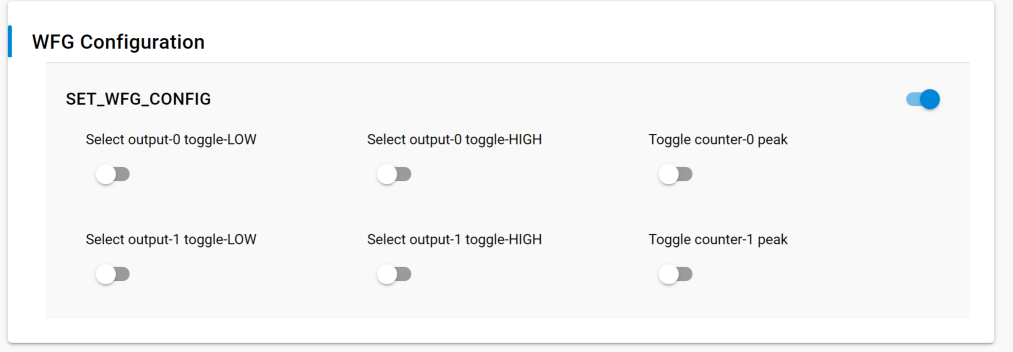 WFG Configuration
SET_WFG_CONFIG
Select output-0 toggle-LOW
Select output-0 toggle-HIGH
Toggle counter-0 peak
Select output-1 toggle-LOW
Select output-1 toggle-HIGH
Toggle counter-1 peak